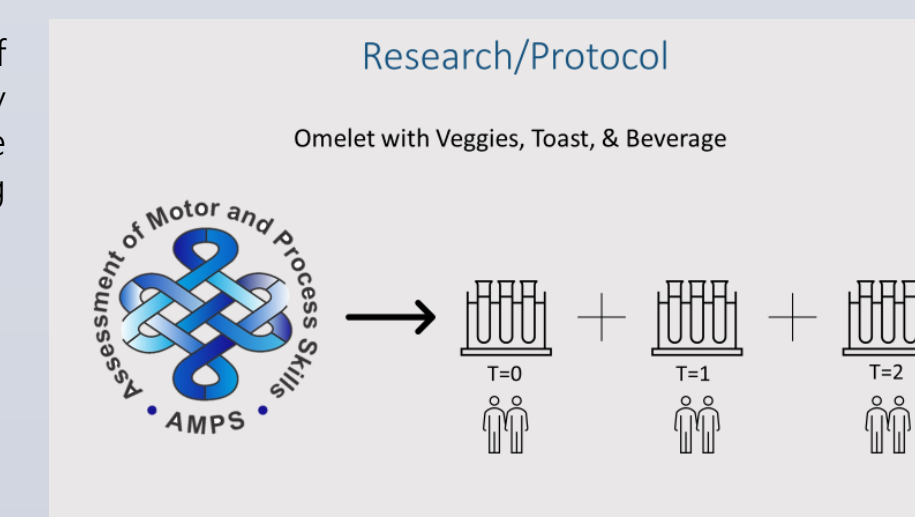 Research/Protocol
Omelet with Veggies, Toast, & Beverage
Assessment of Motor and Process Skills
• AMPS •
T=0
T=1
T=2